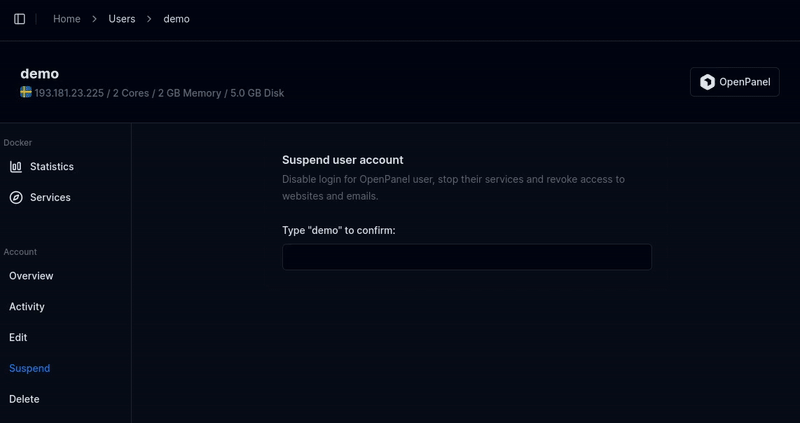 Home > Users > demo
demo
193.181.23.225 / 2 Cores / 2 GB Memory / 5.0 GB Disk
OpenPanel
Docker
Statistics
Services
Account
Overview
Activity
Edit
Suspend
Delete
Suspend user account
Disable login for OpenPanel user, stop their services and revoke access to
websites and emails.
Type "demo" to confirm: